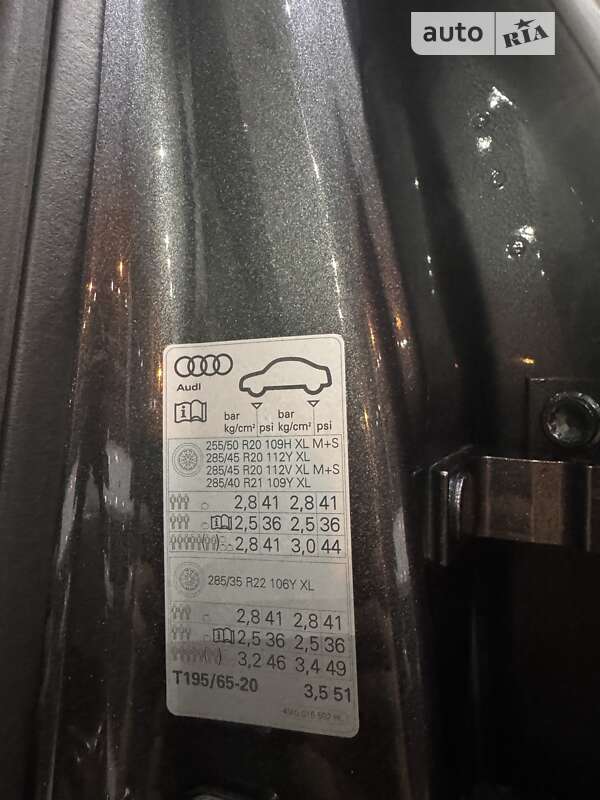 auto RIA
Audi
bar bar
kg/cm² psi kg/cm² psi
255/50 R20 109H XL M+S
285/45 R20 112Y XL
285/45 R20 112V XL M+S
285/40 R21 109Y XL
2,8 41 2,8 41
2,5 36 2,5 36
2,8 41 3,0 44
285/35 R22 106Y XL
2,8 41 2,8 41
2,5 36 2,5 36
3,2 46 3,4 49
T195/65-20 3,5 51